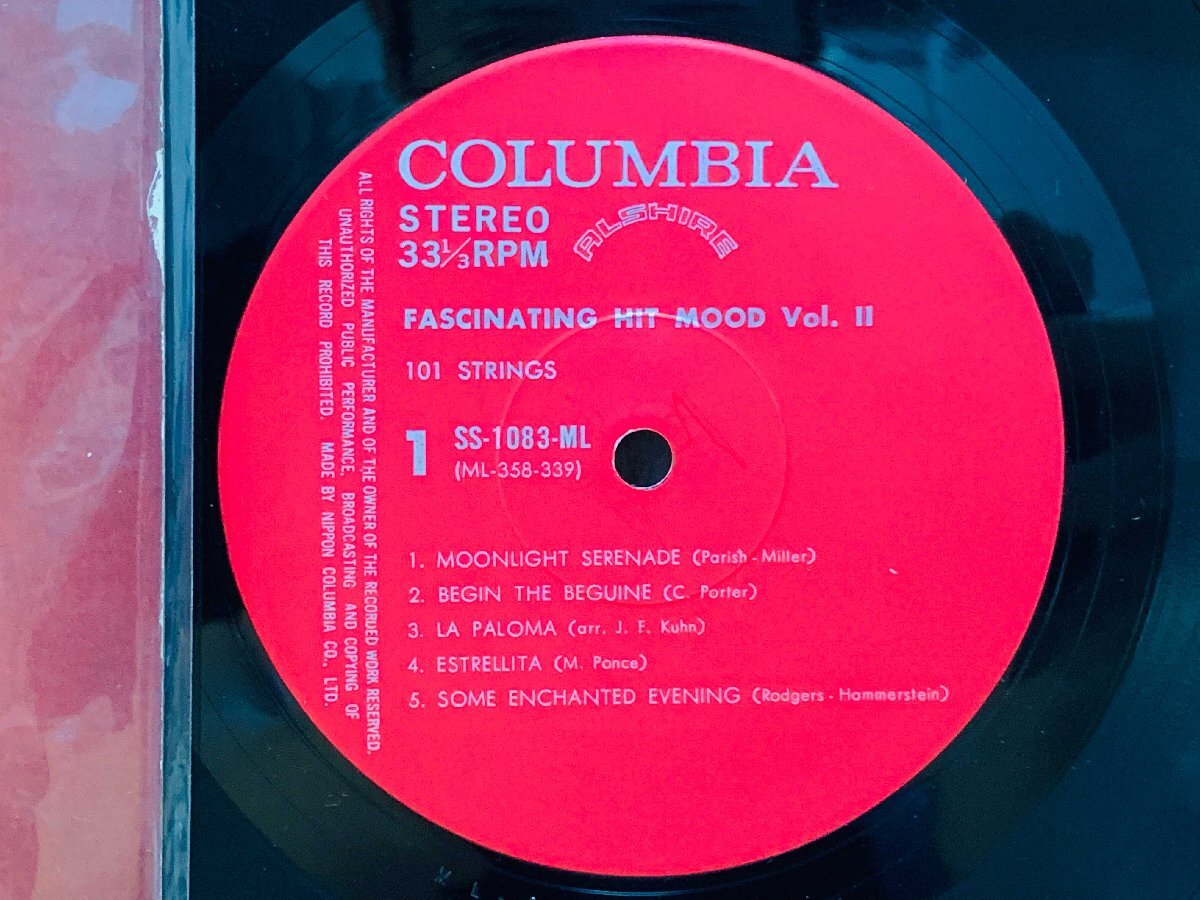 COLUMBIA
STEREO
33⅓RPM
ALSHIRE
FASCINATING HIT MOOD Vol. II
101 STRINGS
1
SS-1083-ML
(ML-358-339)
1. MOONLIGHT SERENADE (Parish - Miller)
2. BEGIN THE BEGUINE (C. Porter)
3. LA PALOMA (arr. J. F. Kuhn)
4. ESTRELLITA (M. Ponce)
5. SOME ENCHANTED EVENING (Rodgers - Hammerstein)
ALL RIGHTS OF THE MANUFACTURER AND OF THE OWNER OF THE RECORDED WORK RESERVED.
UNAUTHORIZED PUBLIC PERFORMANCE, BROADCASTING AND COPYING OF
THIS RECORD PROHIBITED. MADE BY NIPPON COLUMBIA CO., LTD.